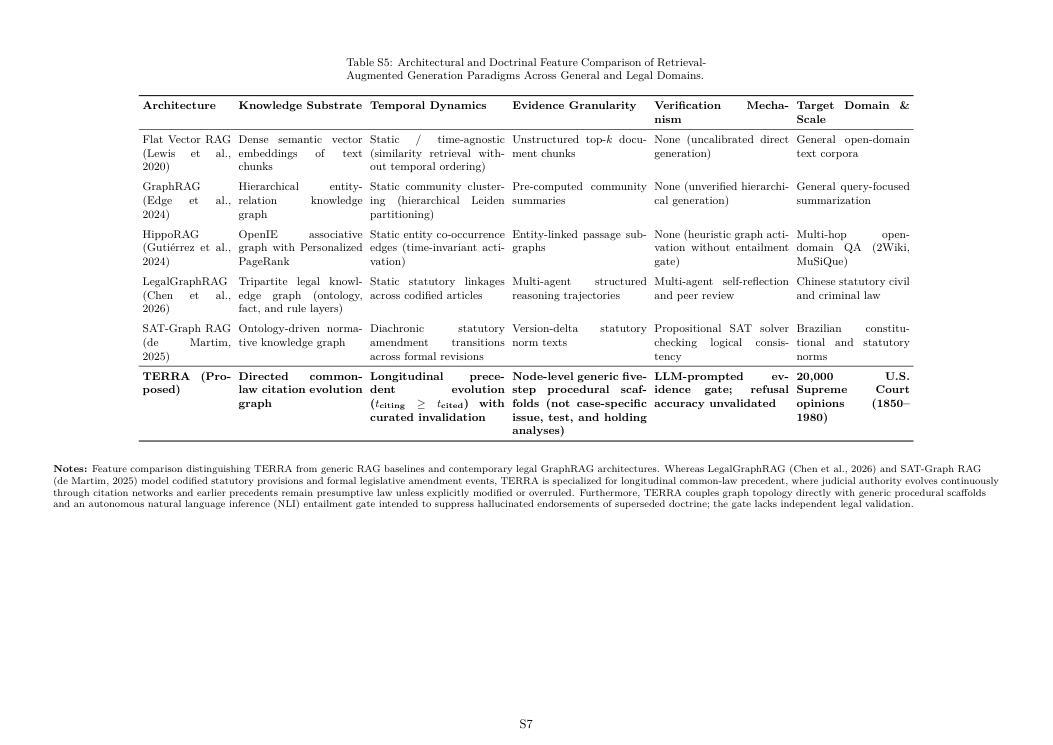 Table S5: Architectural and Doctrinal Feature Comparison of Retrieval-
Augmented Generation Paradigms Across General and Legal Domains.
Architecture
Knowledge Substrate
Temporal Dynamics
Evidence Granularity
Verification Mecha-
nism
Target Domain &
Scale
Flat Vector RAG
(Lewis et al.,
2020)
Dense semantic vector
embeddings of text
chunks
Static / time-agnostic
(similarity retrieval with-
out temporal ordering)
Unstructured top-k docu-
ment chunks
None (uncalibrated direct
generation)
General open-domain
text corpora
GraphRAG
(Edge et al.,
2024)
Hierarchical entity-
relation knowledge
graph
Static community cluster-
ing (hierarchical Leiden
partitioning)
Pre-computed community
summaries
None (unverified hierarchi-
cal generation)
General query-focused
summarization
HippoRAG
(Gutiérrez et al.,
2024)
OpenIE associative
graph with Personalized
PageRank
Static entity co-occurrence
edges (time-invariant acti-
vation)
Entity-linked passage sub-
graphs
None (heuristic graph acti-
vation without entailment
gate)
Multi-hop open-
domain QA (2Wiki,
MuSiQue)
LegalGraphRAG
(Chen et al.,
2026)
Tripartite legal knowl-
edge graph (ontology,
fact, and rule layers)
Static statutory linkages
across codified articles
Multi-agent structured
reasoning trajectories
Multi-agent self-reflection
and peer review
Chinese statutory civil
and criminal law
SAT-Graph RAG
(de Martim,
2025)
Ontology-driven norma-
tive knowledge graph
Diachronic statutory
amendment transitions
across formal revisions
Version-delta statutory
norm texts
Propositional SAT solver
checking logical consis-
tency
Brazilian constitu-
tional and statutory
norms
TERRA (Pro-
posed)
Directed common-
law citation evolution
graph
Longitudinal prece-
dent evolution
(t_citing ≥ t_cited) with
curated invalidation
Node-level generic five-
step procedural scaf-
folds (not case-specific
issue, test, and holding
analyses)
LLM-prompted ev-
idence gate; refusal
accuracy unvalidated
20,000 U.S.
Supreme Court
opinions (1850–
1980)
Notes: Feature comparison distinguishing TERRA from generic RAG baselines and contemporary legal GraphRAG architectures. Whereas LegalGraphRAG (Chen et al., 2026) and SAT-Graph RAG
(de Martim, 2025) model codified statutory provisions and formal legislative amendment events, TERRA is specialized for longitudinal common-law precedent, where judicial authority evolves continuously
through citation networks and earlier precedents remain presumptive law unless explicitly modified or overruled. Furthermore, TERRA couples graph topology directly with generic procedural scaffolds
and an autonomous natural language inference (NLI) entailment gate intended to suppress hallucinated endorsements of superseded doctrine; the gate lacks independent legal validation.
S7